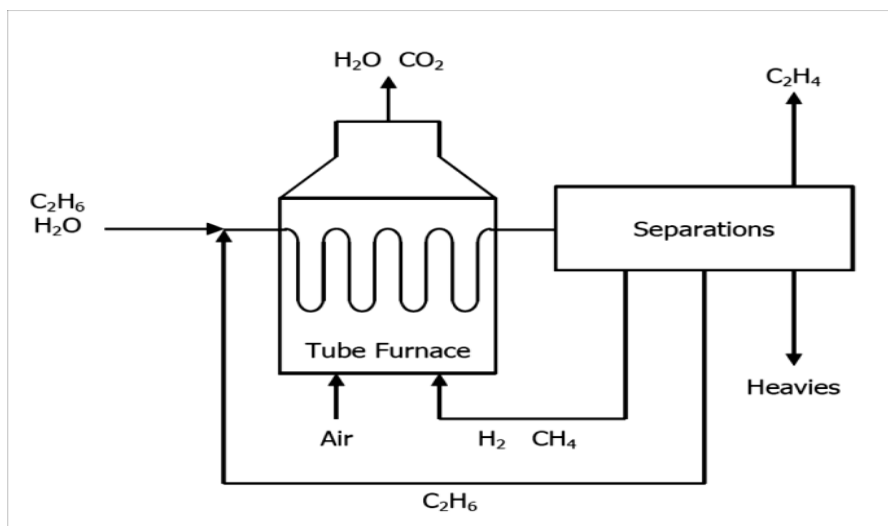 H₂O CO₂
C₂H₄
C₂H₆
H₂O
Separations
Tube Furnace
Heavies
Air
H₂ CH₄
C₂H₆